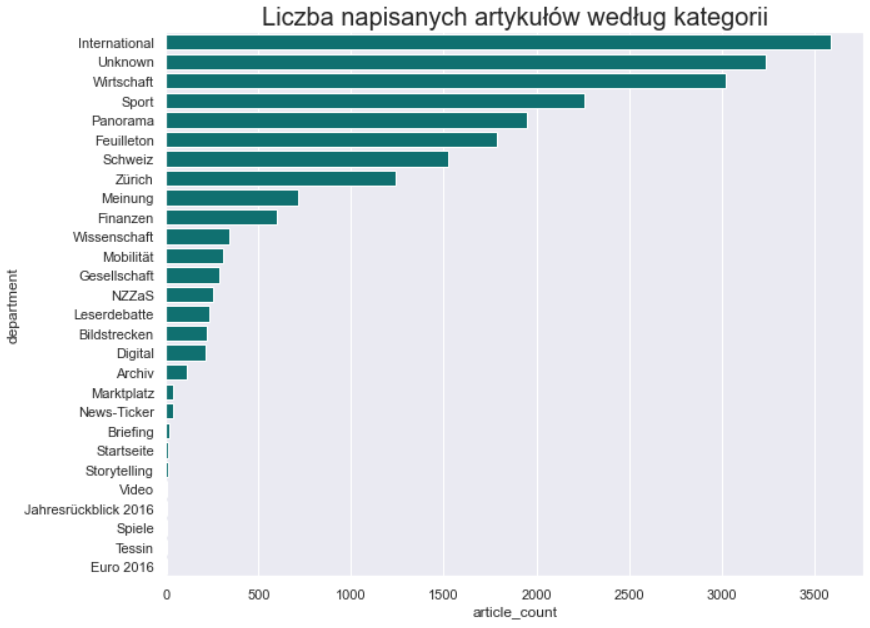 Liczba napisanych artykułów według kategorii
International
Unknown
Wirtschaft
Sport
Panorama
Feuilleton
Schweiz
Zürich
Meinung
Finanzen
Wissenschaft
Mobilität
Gesellschaft
NZZaS
Leserdebatte
Bildstrecken
Digital
Archiv
Marktplatz
News-Ticker
Briefing
Startseite
Storytelling
Video
Jahresrückblick 2016
Spiele
Tessin
Euro 2016
department
0 500 1000 1500 2000 2500 3000 3500
article_count